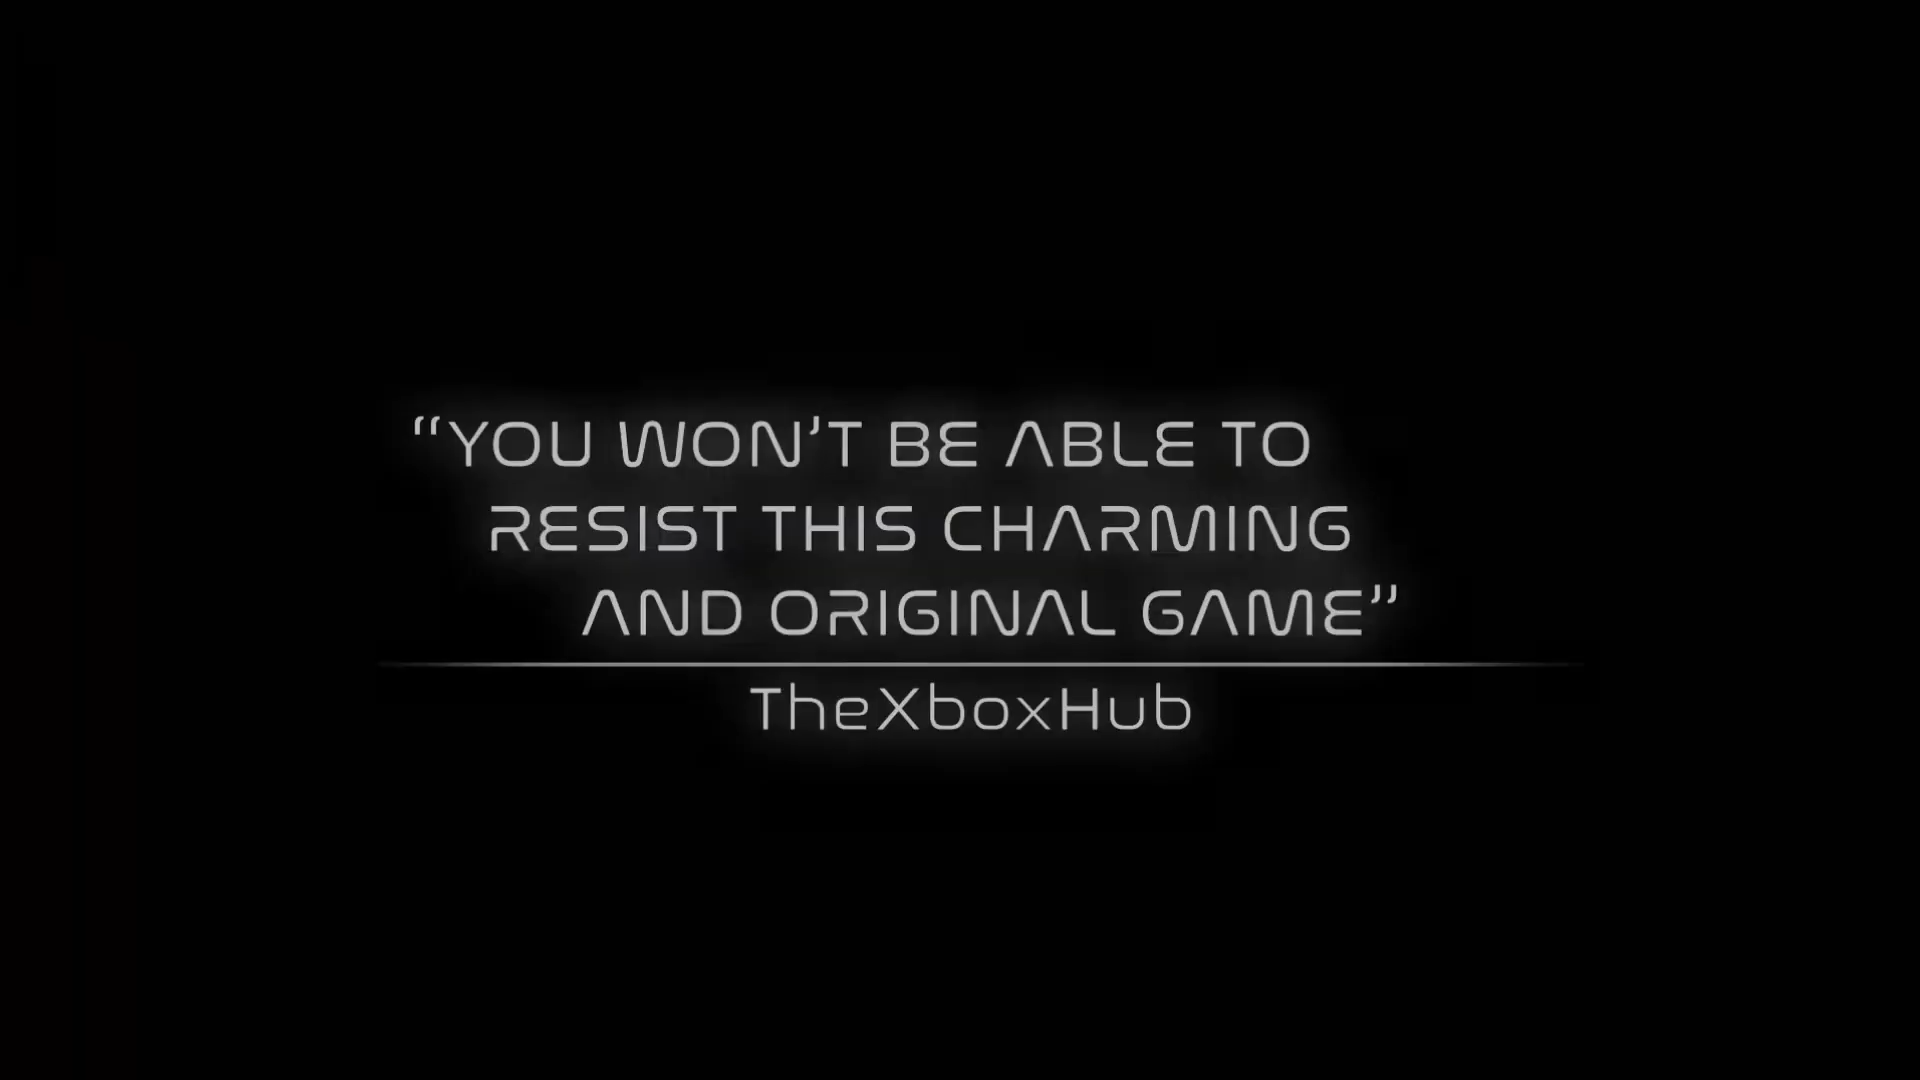 “YOU WON’T BE ABLE TO
RESIST THIS CHARMING
AND ORIGINAL GAME”
TheXboxHub